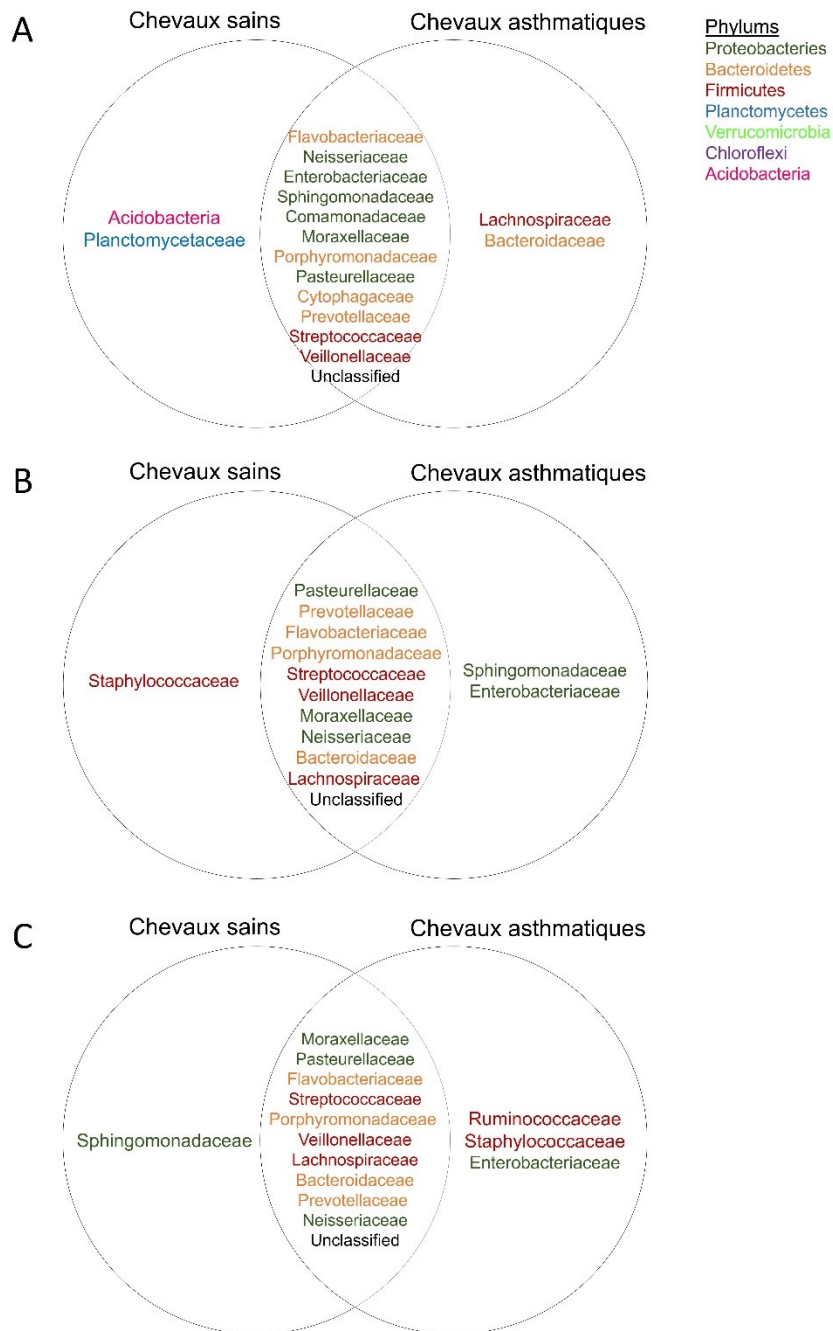 A
Chevaux sains
Chevaux asthmatiques
Phylums
Proteobacteries
Bacteroidetes
Firmicutes
Planctomycetes
Verrucomicrobia
Chloroflexi
Acidobacteria
Acidobacteria
Planctomycetaceae
Flavobacteriaceae
Neisseriaceae
Enterobacteriaceae
Sphingomonadaceae
Comamonadaceae
Moraxellaceae
Porphyromonadaceae
Pasteurellaceae
Cytophagaceae
Prevotellaceae
Streptococcaceae
Veillonellaceae
Unclassified
Lachnospiraceae
Bacteroidaceae
B
Chevaux sains
Chevaux asthmatiques
Staphylococcaceae
Pasteurellaceae
Prevotellaceae
Flavobacteriaceae
Porphyromonadaceae
Streptococcaceae
Veillonellaceae
Moraxellaceae
Neisseriaceae
Bacteroidaceae
Lachnospiraceae
Unclassified
Sphingomonadaceae
Enterobacteriaceae
C
Chevaux sains
Chevaux asthmatiques
Sphingomonadaceae
Moraxellaceae
Pasteurellaceae
Flavobacteriaceae
Streptococcaceae
Porphyromonadaceae
Veillonellaceae
Lachnospiraceae
Bacteroidaceae
Prevotellaceae
Neisseriaceae
Unclassified
Ruminococcaceae
Staphylococcaceae
Enterobacteriaceae